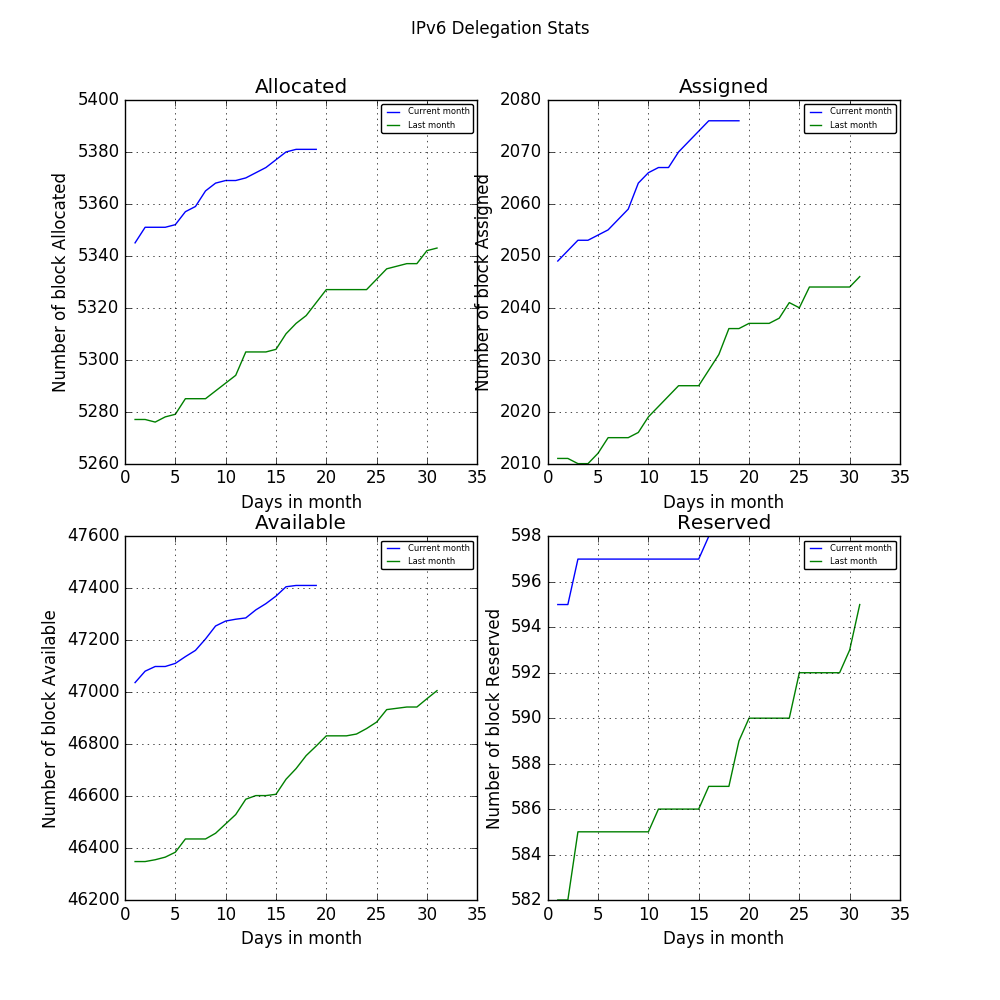 IPv6 Delegation Stats
Allocated
Number of block Allocated
5400
5380
5360
5340
5320
5300
5280
5260
Current month
Last month
0 5 10 15 20 25 30 35
Days in month
Assigned
Number of block Assigned
2080
2070
2060
2050
2040
2030
2020
2010
Current month
Last month
0 5 10 15 20 25 30 35
Days in month
Available
Number of block Available
47600
47400
47200
47000
46800
46600
46400
46200
Current month
Last month
0 5 10 15 20 25 30 35
Days in month
Reserved
Number of block Reserved
598
596
594
592
590
588
586
584
582
Current month
Last month
0 5 10 15 20 25 30 35
Days in month